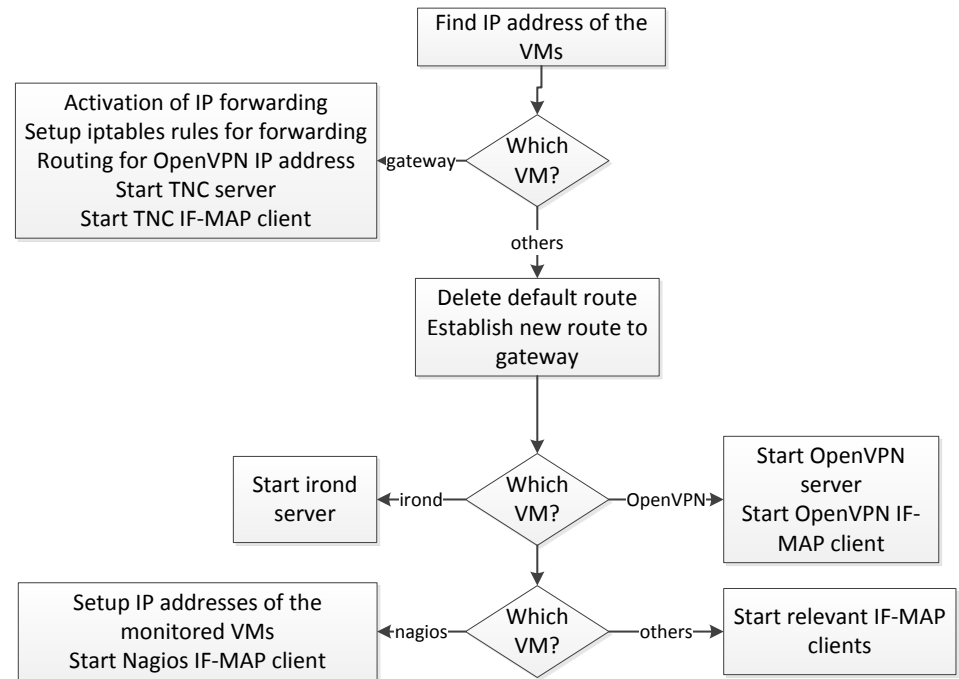 Find IP address of the
VMs
Activation of IP forwarding
Setup iptables rules for forwarding
Routing for OpenVPN IP address
Start TNC server
Start TNC IF-MAP client
gateway
Which
VM?
others
Delete default route
Establish new route to
gateway
Start irond
server
irond
Which
VM?
OpenVPN
Start OpenVPN
server
Start OpenVPN IF-
MAP client
Setup IP addresses of the
monitored VMs
Start Nagios IF-MAP client
nagios
Which
VM?
others
Start relevant IF-MAP
clients